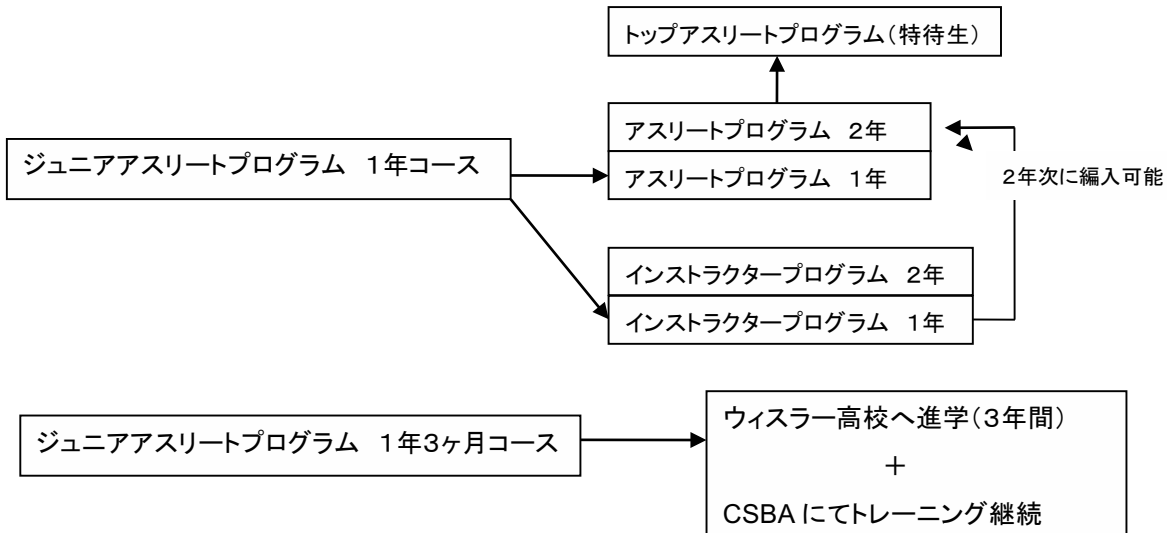 トップアスリートプログラム（特待生）
アスリートプログラム　２年
ジュニアアスリートプログラム　１年コース
アスリートプログラム　１年
２年次に編入可能
インストラクタープログラム　２年
インストラクタープログラム　１年
ウィスラー高校へ進学（３年間）
ジュニアアスリートプログラム　１年３ヶ月コース
＋
CSBA にてトレーニング継続